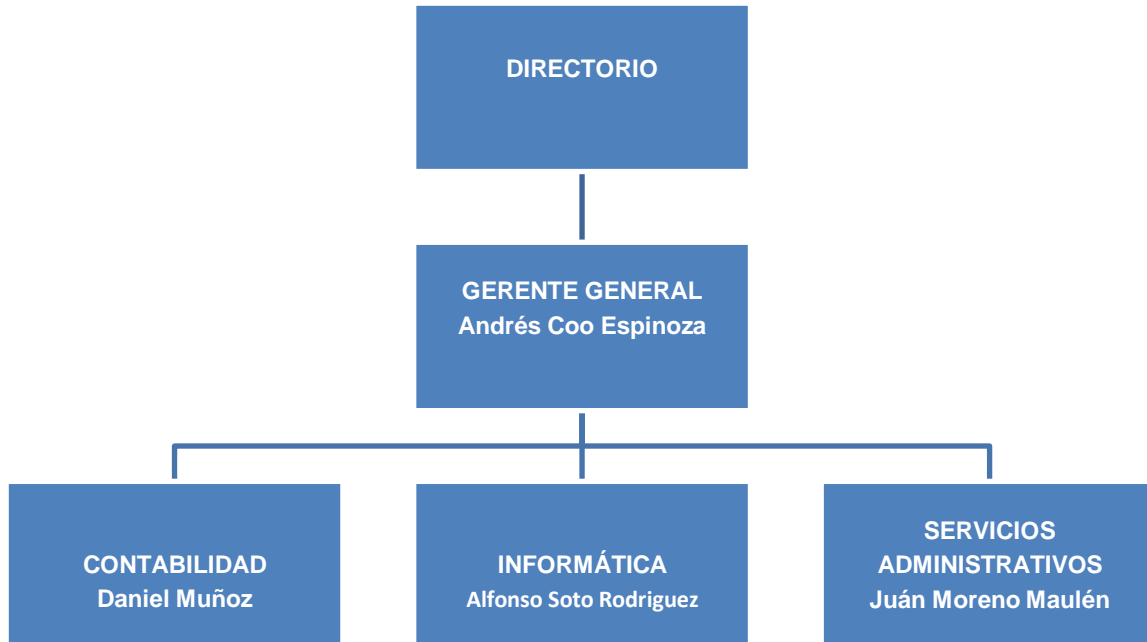 DIRECTORIO
GERENTE GENERAL
Andrés Coo Espinoza
CONTABILIDAD
Daniel Muñoz
INFORMÁTICA
Alfonso Soto Rodriguez
SERVICIOS
ADMINISTRATIVOS
Juán Moreno Maulén